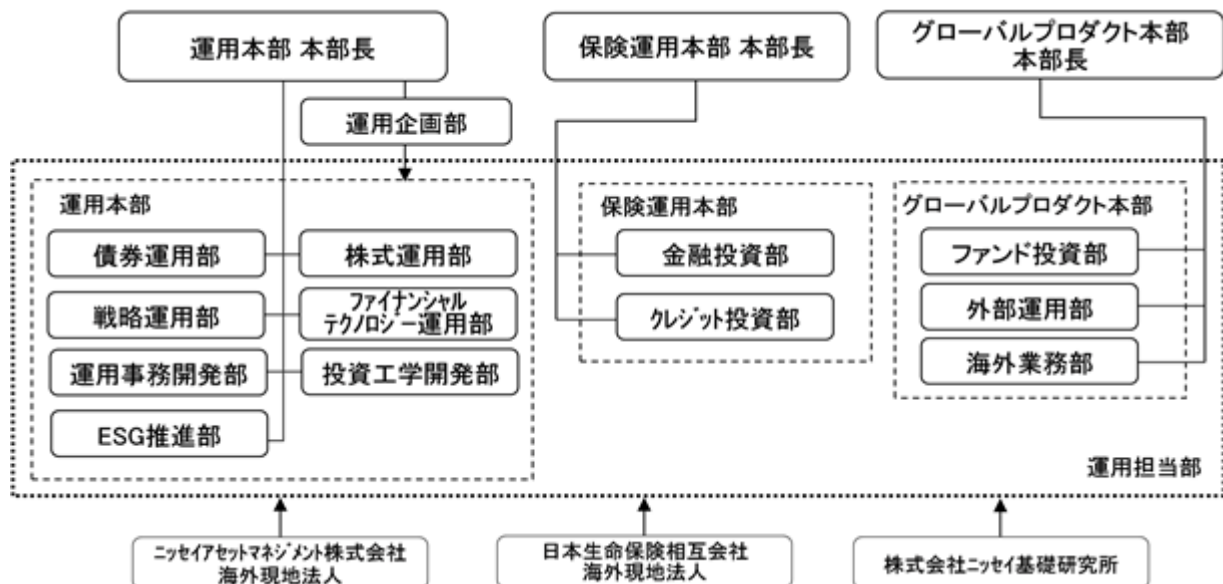 運用本部 本部長
保険運用本部 本部長
グローバルプロダクト本部
本部長
運用企画部
運用本部
債券運用部
株式運用部
戦略運用部
ファイナンシャル
テクノロジー運用部
運用事務開発部
投資工学開発部
ESG推進部
保険運用本部
金融投資部
クレジット投資部
グローバルプロダクト本部
ファンド投資部
外部運用部
海外業務部
運用担当部
ニッセイアセットマネジメント株式会社
海外現地法人
日本生命保険相互会社
海外現地法人
株式会社ニッセイ基礎研究所